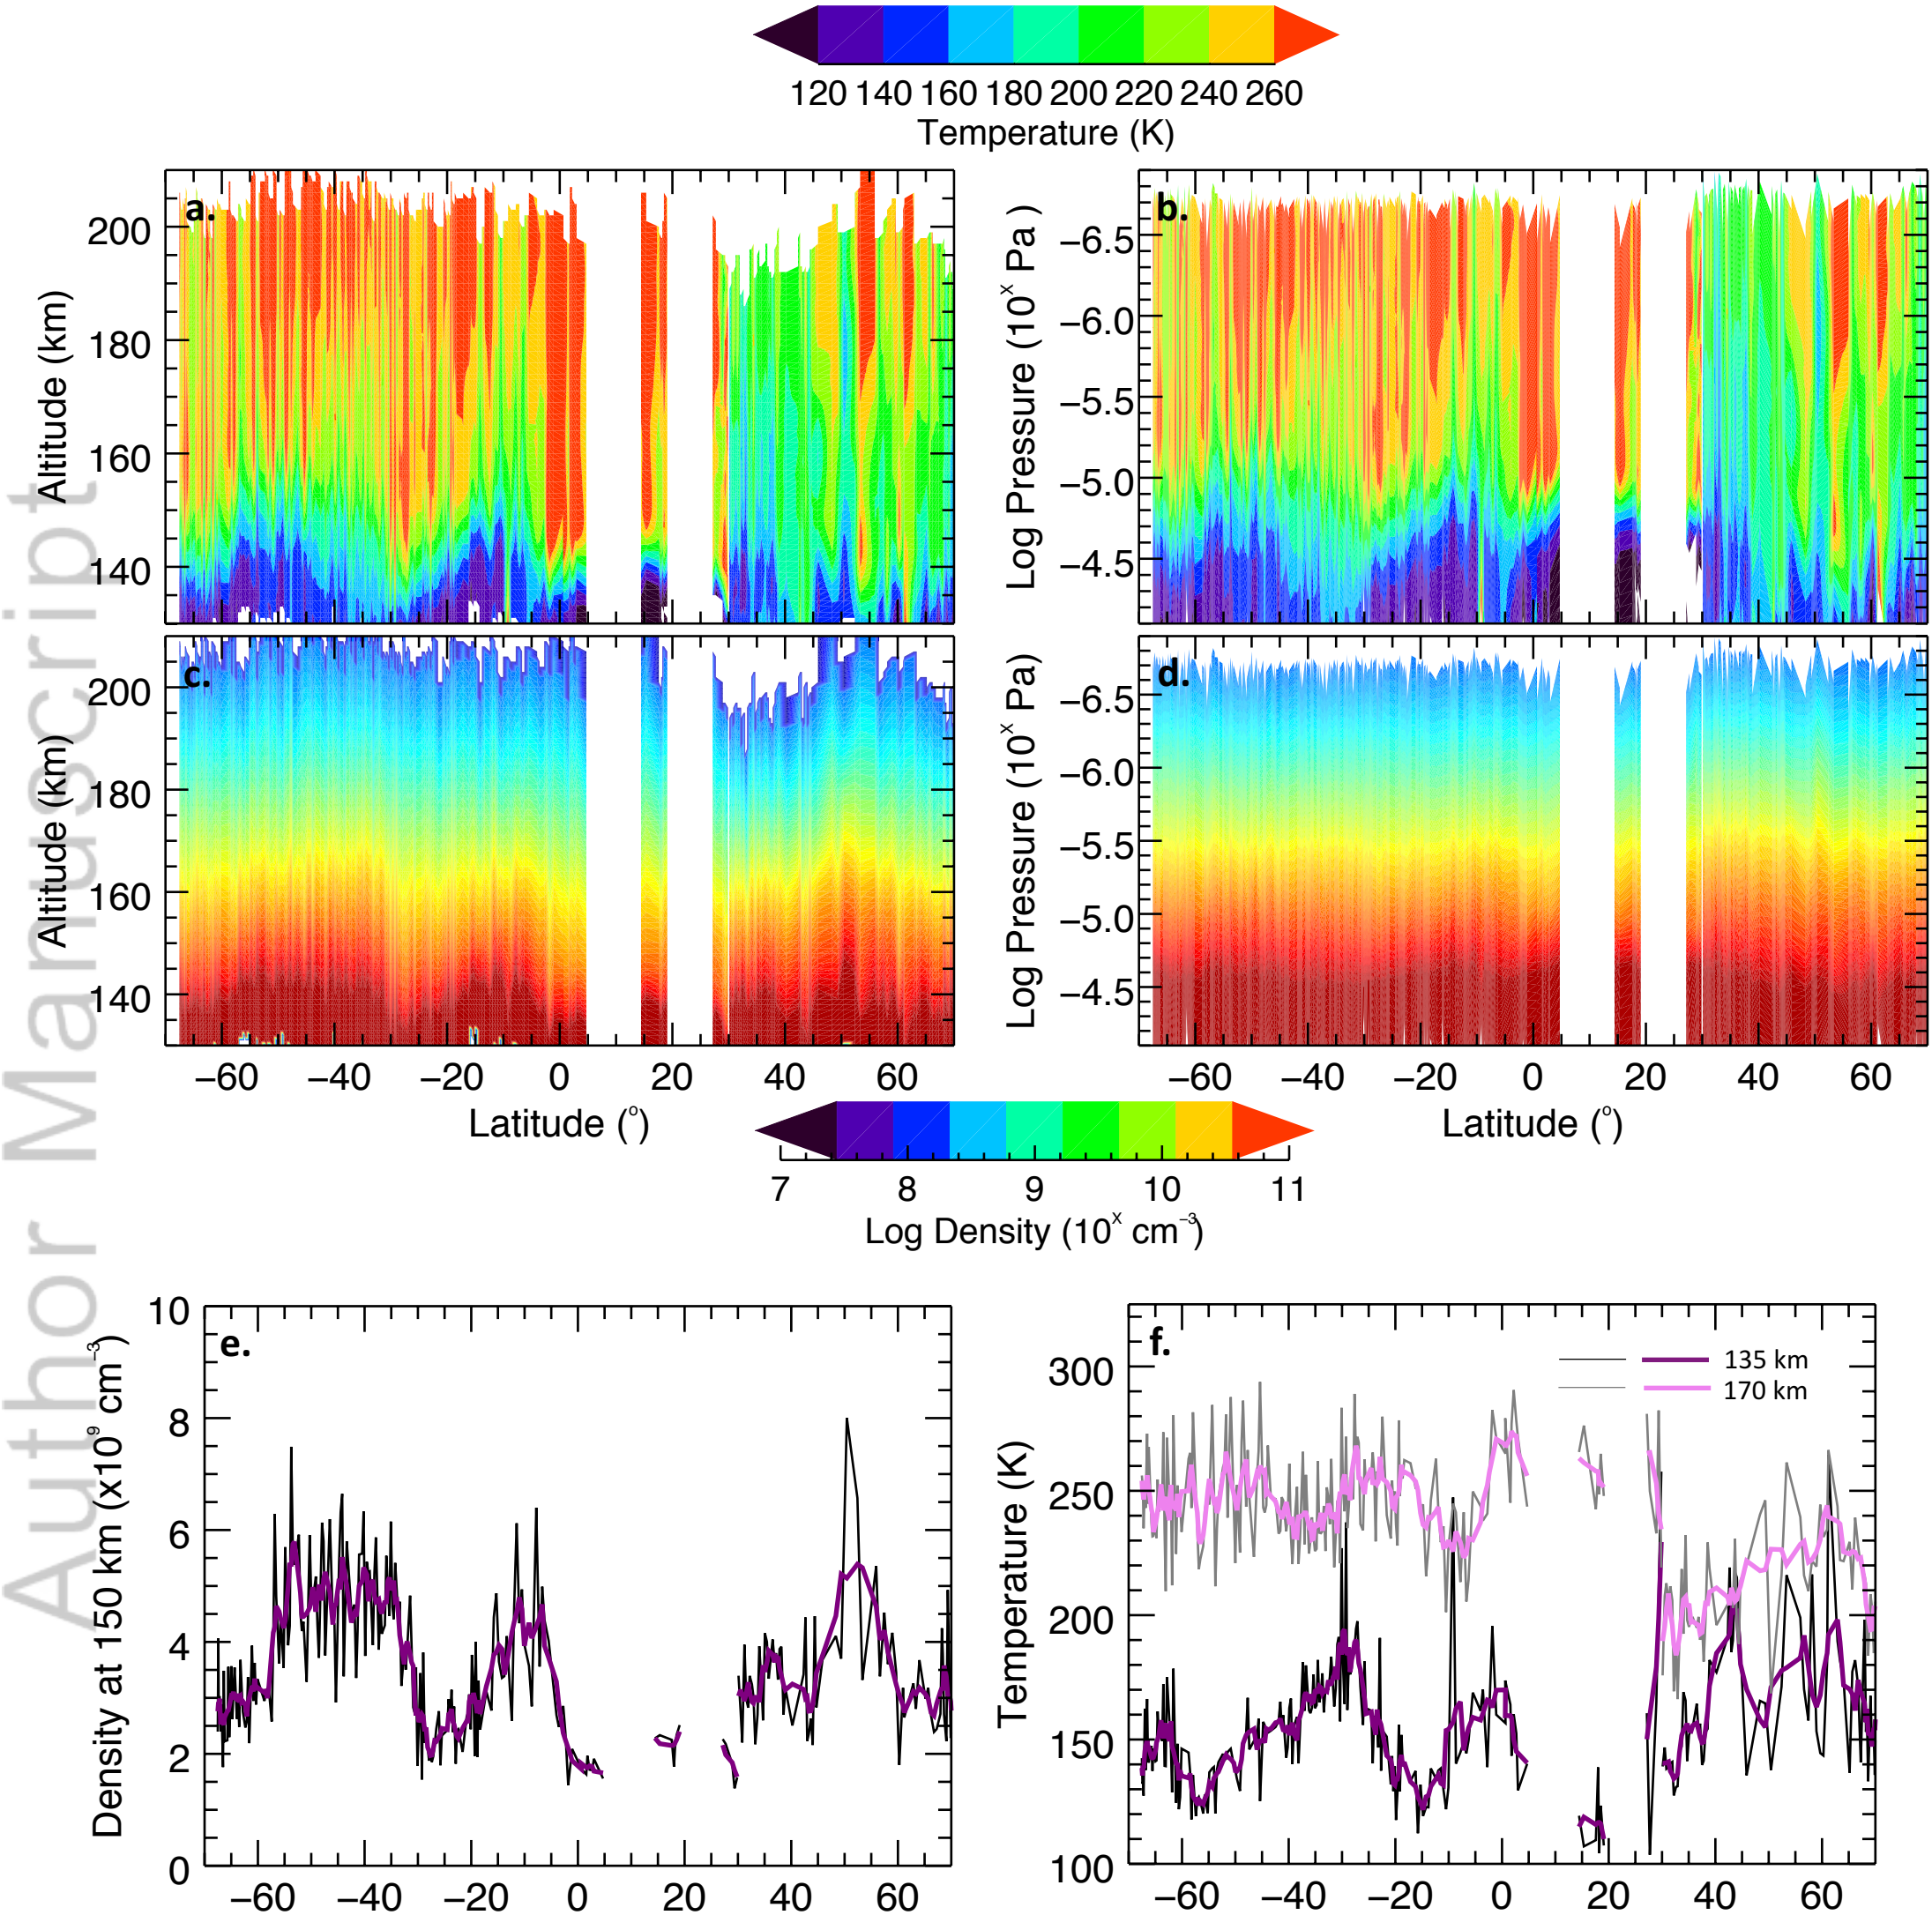 120 140 160 180 200 220 240 260
Temperature (K)
a.
200
180
160
140
Altitude (km)
b.
−6.5
−6.0
−5.5
−5.0
−4.5
Log Pressure (10^x Pa )
c.
200
180
160
140
Altitude (km)
−60 −40 −20 0 20 40 60
Latitude (°)
d.
−6.5
−6.0
−5.5
−5.0
−4.5
Log Pressure (10^x Pa)
−60 −40 −20 0 20 40 60
Latitude (°)
7 8 9 10 11
Log Density (10^x cm^−3)
e.
10
8
6
4
2
0
Density at 150 km (x10^9 cm^−3)
−60 −40 −20 0 20 40 60
f.
135 km
170 km
300
250
200
150
100
Temperature (K)
−60 −40 −20 0 20 40 60
Author Manuscript